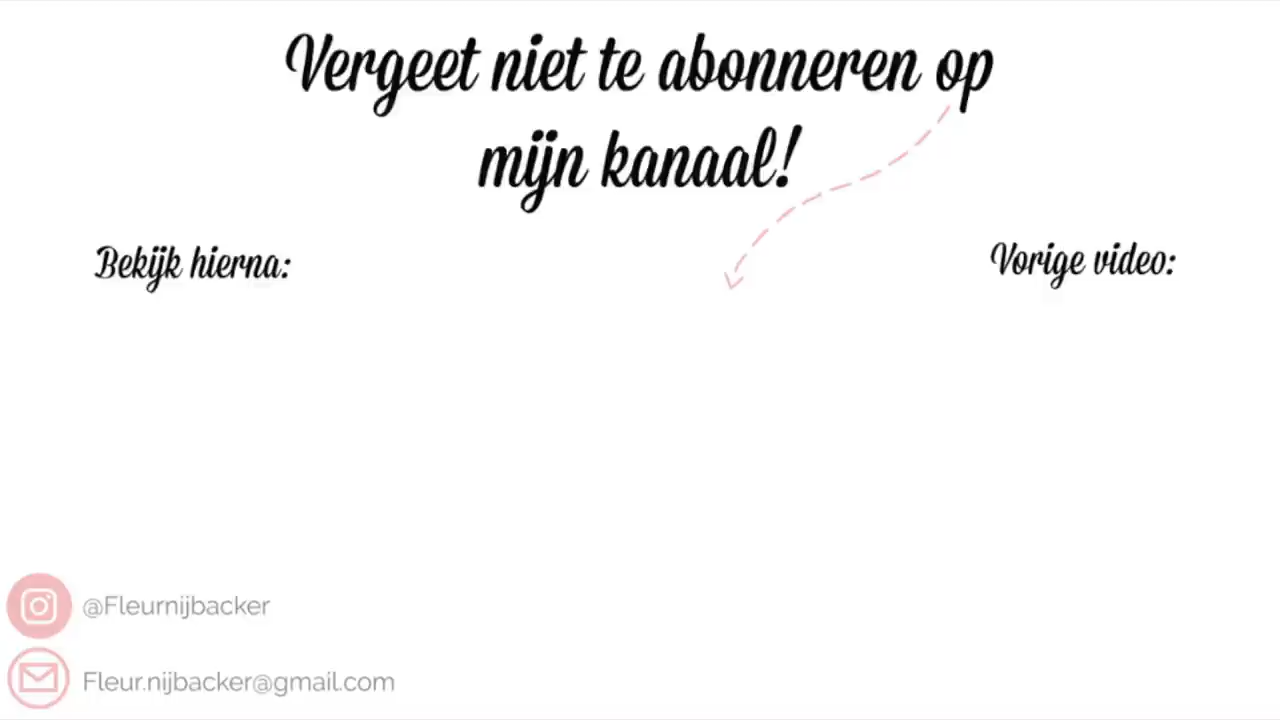 Vergeet niet te abonneren op
mijn kanaal!
Bekijk hierna:
Vorige video:
@Fleurnijbacker
Fleur.nijbacker@gmail.com